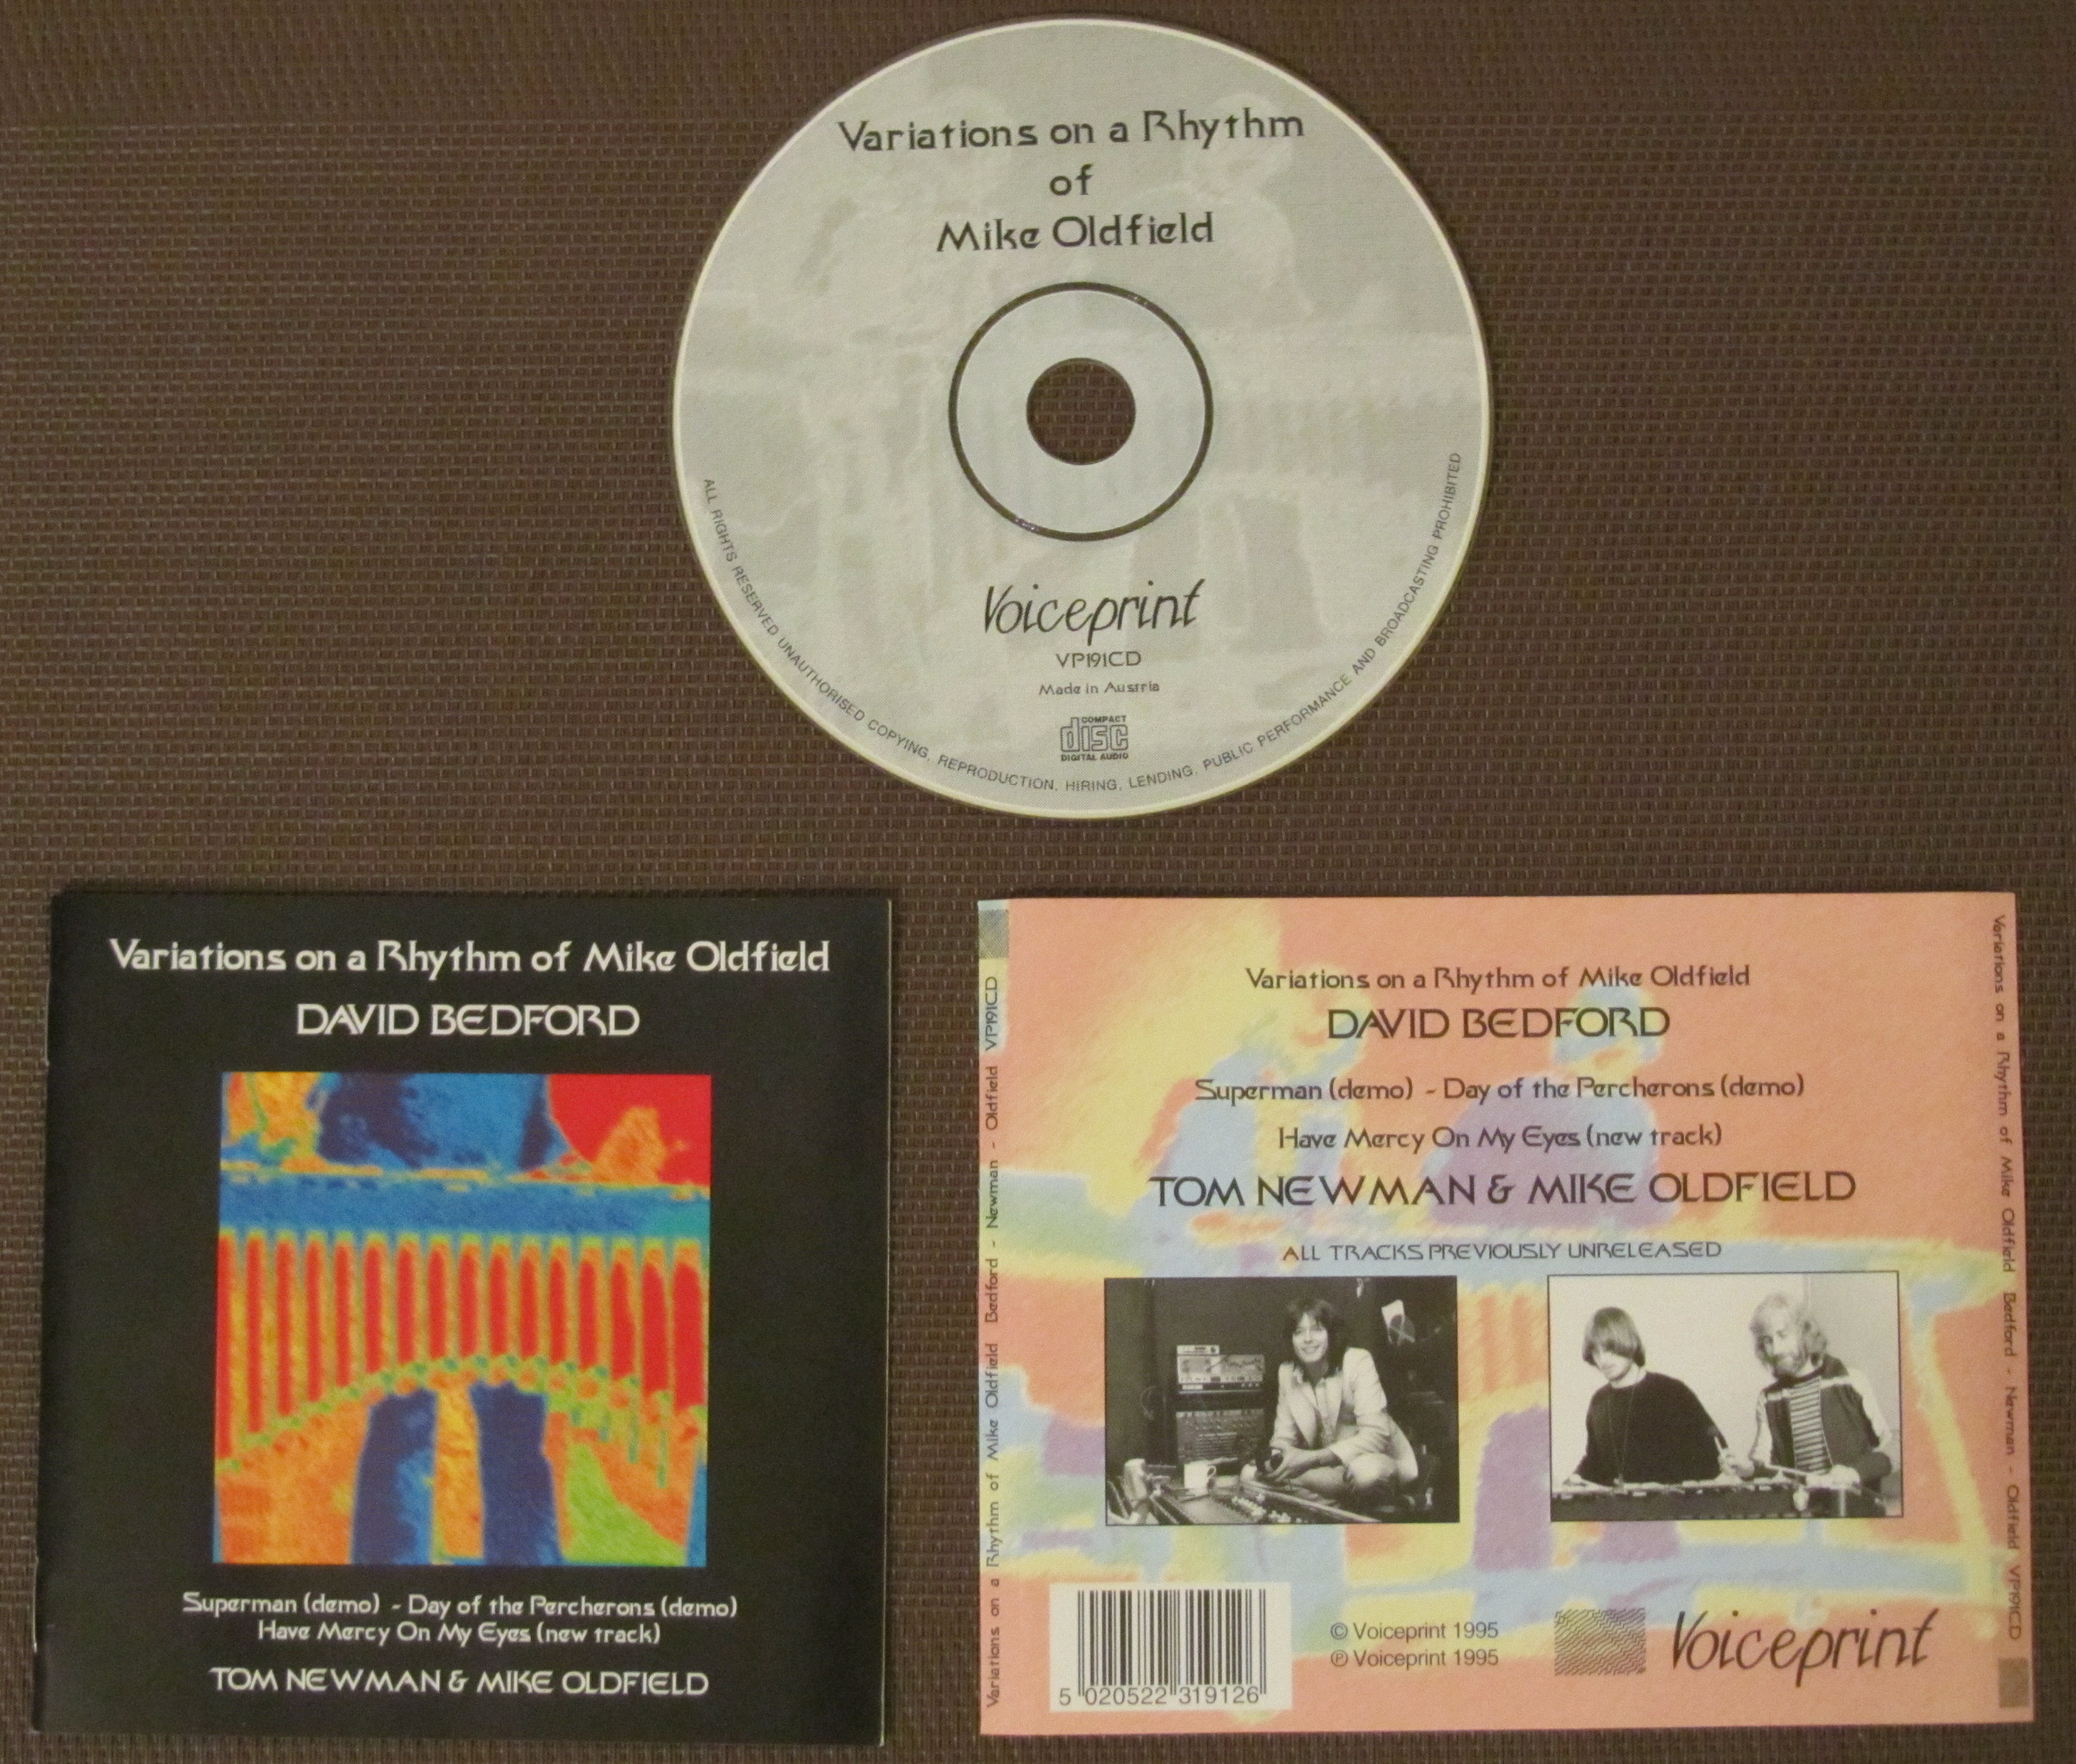 Variations on a Rhythm
of
Mike Oldfield
Voiceprint
VP191CD
Made in Austria
COMPACT
disc
DIGITAL AUDIO
ALL RIGHTS RESERVED UNAUTHORISED COPYING, REPRODUCTION, HIRING, LENDING, PUBLIC PERFORMANCE AND BROADCASTING PROHIBITED
Variations on a Rhythm of Mike Oldfield
DAVID BEDFORD
Superman (demo) - Day of the Percherons (demo)
Have Mercy On My Eyes (new track)
TOM NEWMAN & MIKE OLDFIELD
Variations on a Rhythm of Mike Oldfield Bedford - Newman - Oldfield VP191CD
Variations on a Rhythm of Mike Oldfield
DAVID BEDFORD
Superman (demo) - Day of the Percherons (demo)
Have Mercy On My Eyes (new track)
TOM NEWMAN & MIKE OLDFIELD
ALL TRACKS PREVIOUSLY UNRELEASED
5 020522 319126
© Voiceprint 1995
℗ Voiceprint 1995
Voiceprint
Variations on a Rhythm of Mike Oldfield Bedford - Newman - Oldfield VP191CD